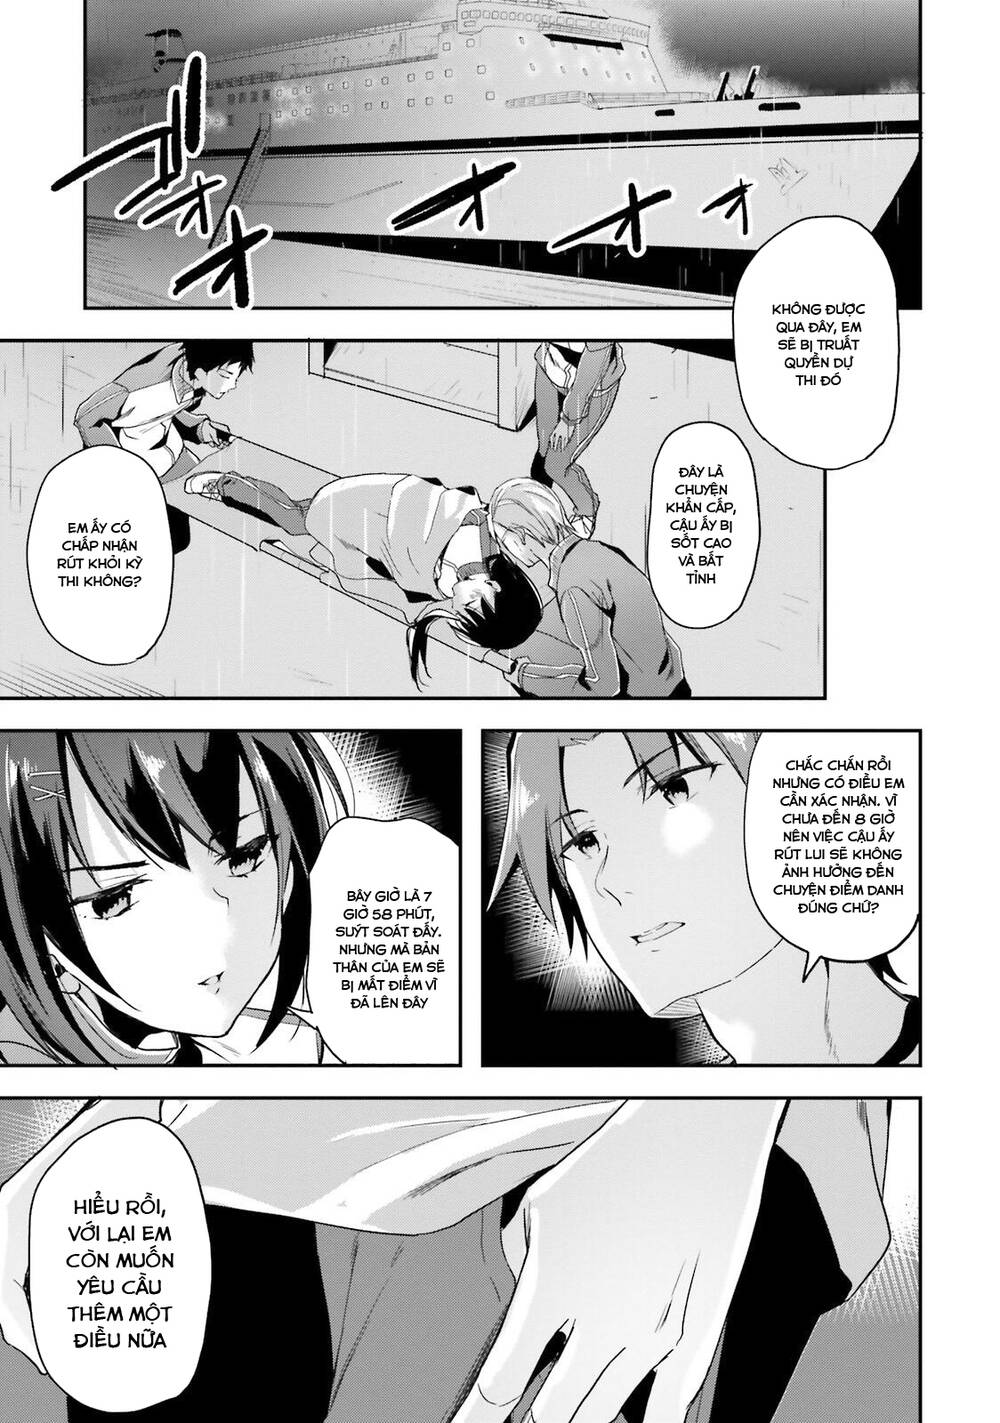 ゴォォォォ
KHÔNG ĐƯỢC
QUA ĐÂY, EM
SẼ BỊ TRUẤT
QUYỀN DỰ
THI ĐÓ
ĐÂY LÀ
CHUYỆN
KHẨN CẤP,
CẬU ẤY BỊ
SỐT CAO
VÀ BẤT
TỈNH
EM ẤY CÓ
CHẤP NHẬN
RÚT KHỎI KỲ
THI KHÔNG?
CHẮC CHẮN RỒI
NHƯNG CÓ ĐIỀU EM
CẦN XÁC NHẬN. VÌ
CHƯA ĐẾN 8 GIỜ
NÊN VIỆC CẬU ẤY
RÚT LUI SẼ KHÔNG
ẢNH HƯỞNG ĐẾN
CHUYỆN ĐIỂM DANH
ĐÚNG CHỨ?
BÂY GIỜ LÀ 7
GIỜ 58 PHÚT,
SUÝT SOÁT ĐẤY.
NHƯNG MÀ BẢN
THÂN CỦA EM SẼ
BỊ MẤT ĐIỂM VÌ
ĐÃ LÊN ĐÂY
HIỂU RỒI,
VỚI LẠI EM
CÒN MUỐN
YÊU CẦU
THÊM MỘT
ĐIỀU NỮA